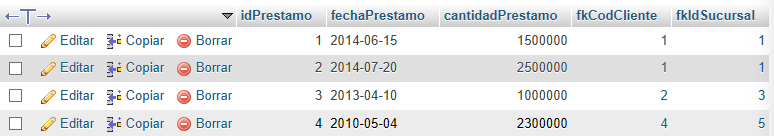 idPrestamo fechaPrestamo cantidadPrestamo fkCodCliente fkIdSucursal
Editar Copiar Borrar 1 2014-06-15 1500000 1 1
Editar Copiar Borrar 2 2014-07-20 2500000 1 1
Editar Copiar Borrar 3 2013-04-10 1000000 2 3
Editar Copiar Borrar 4 2010-05-04 2300000 4 5